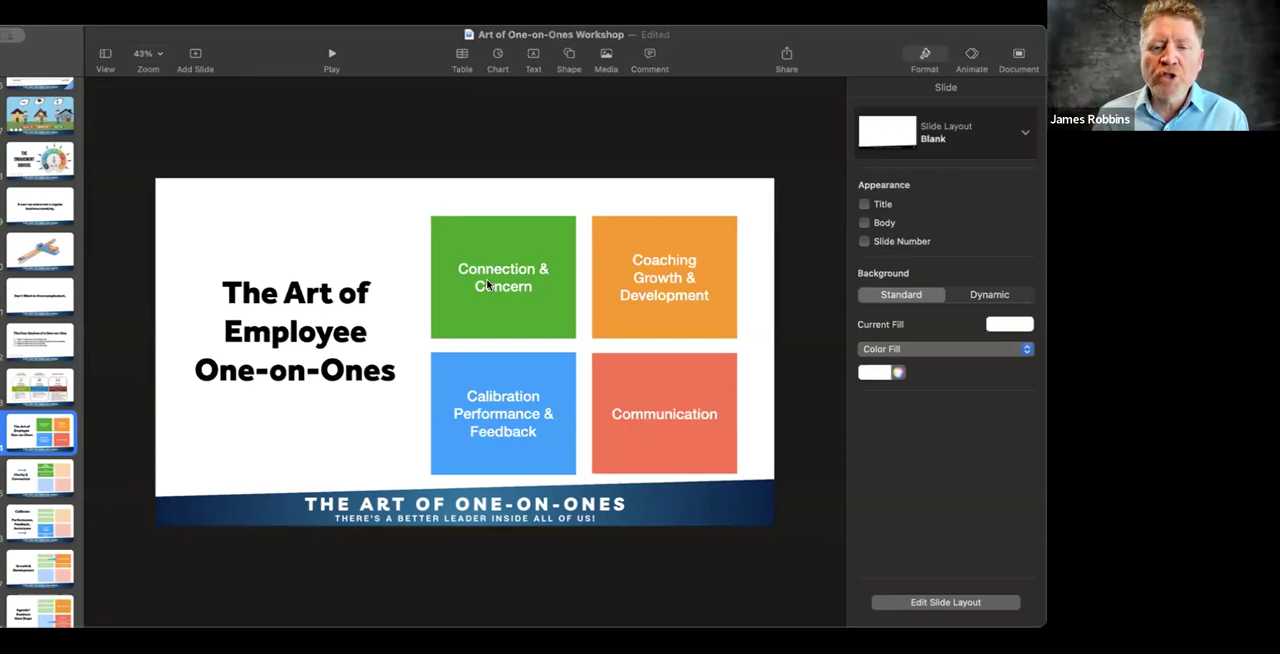 Art of One-on-Ones Workshop — Edited
43%
View
Zoom
Add Slide
Play
Table
Chart
Text
Shape
Media
Comment
Share
Format
Animate
Document
Slide
Slide Layout
Blank
Appearance
Title
Body
Slide Number
Background
Standard
Dynamic
Current Fill
Color Fill
Edit Slide Layout
The Art of
Employee
One-on-Ones
Connection &
Concern
Coaching
Growth &
Development
Calibration
Performance &
Feedback
Communication
THE ART OF ONE-ON-ONES
THERE'S A BETTER LEADER INSIDE ALL OF US!
James Robbins